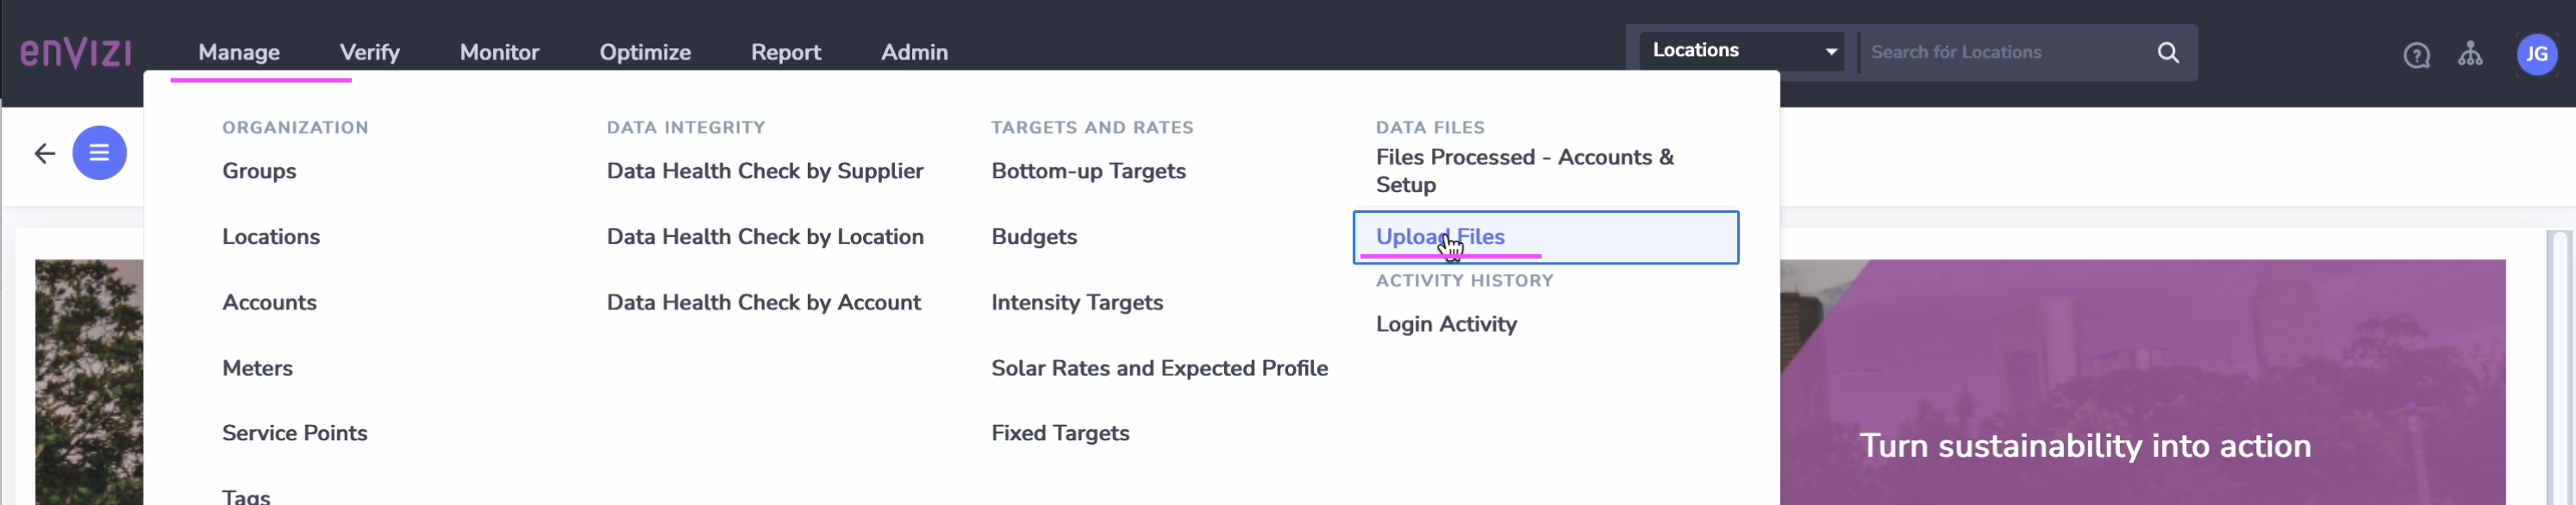 enVIZI
Manage Verify Monitor Optimize Report Admin
Locations
Search for Locations
JG
ORGANIZATION
Groups
Locations
Accounts
Meters
Service Points
Tags
DATA INTEGRITY
Data Health Check by Supplier
Data Health Check by Location
Data Health Check by Account
TARGETS AND RATES
Bottom-up Targets
Budgets
Intensity Targets
Solar Rates and Expected Profile
Fixed Targets
DATA FILES
Files Processed - Accounts &
Setup
Upload Files
ACTIVITY HISTORY
Login Activity
Turn sustainability into action